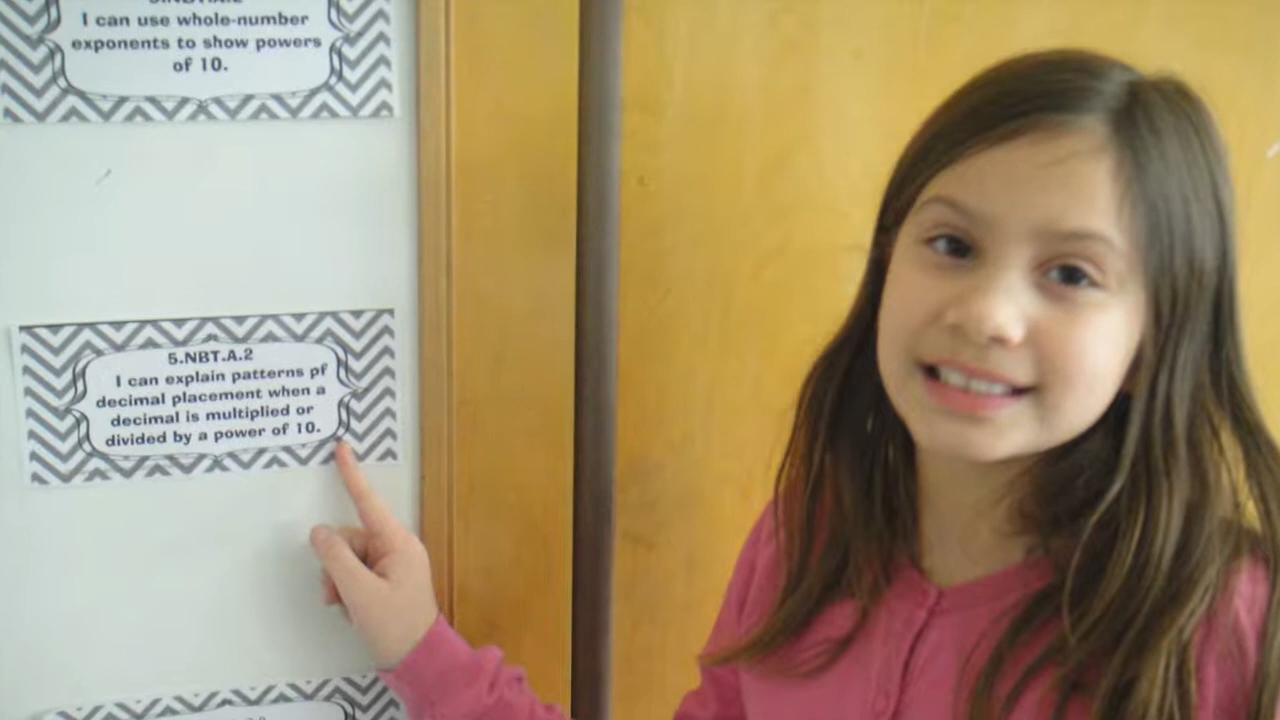 I can use whole-number
exponents to show powers
of 10.
5.NBT.A.2
I can explain patterns pf
decimal placement when a
decimal is multiplied or
divided by a power of 10.